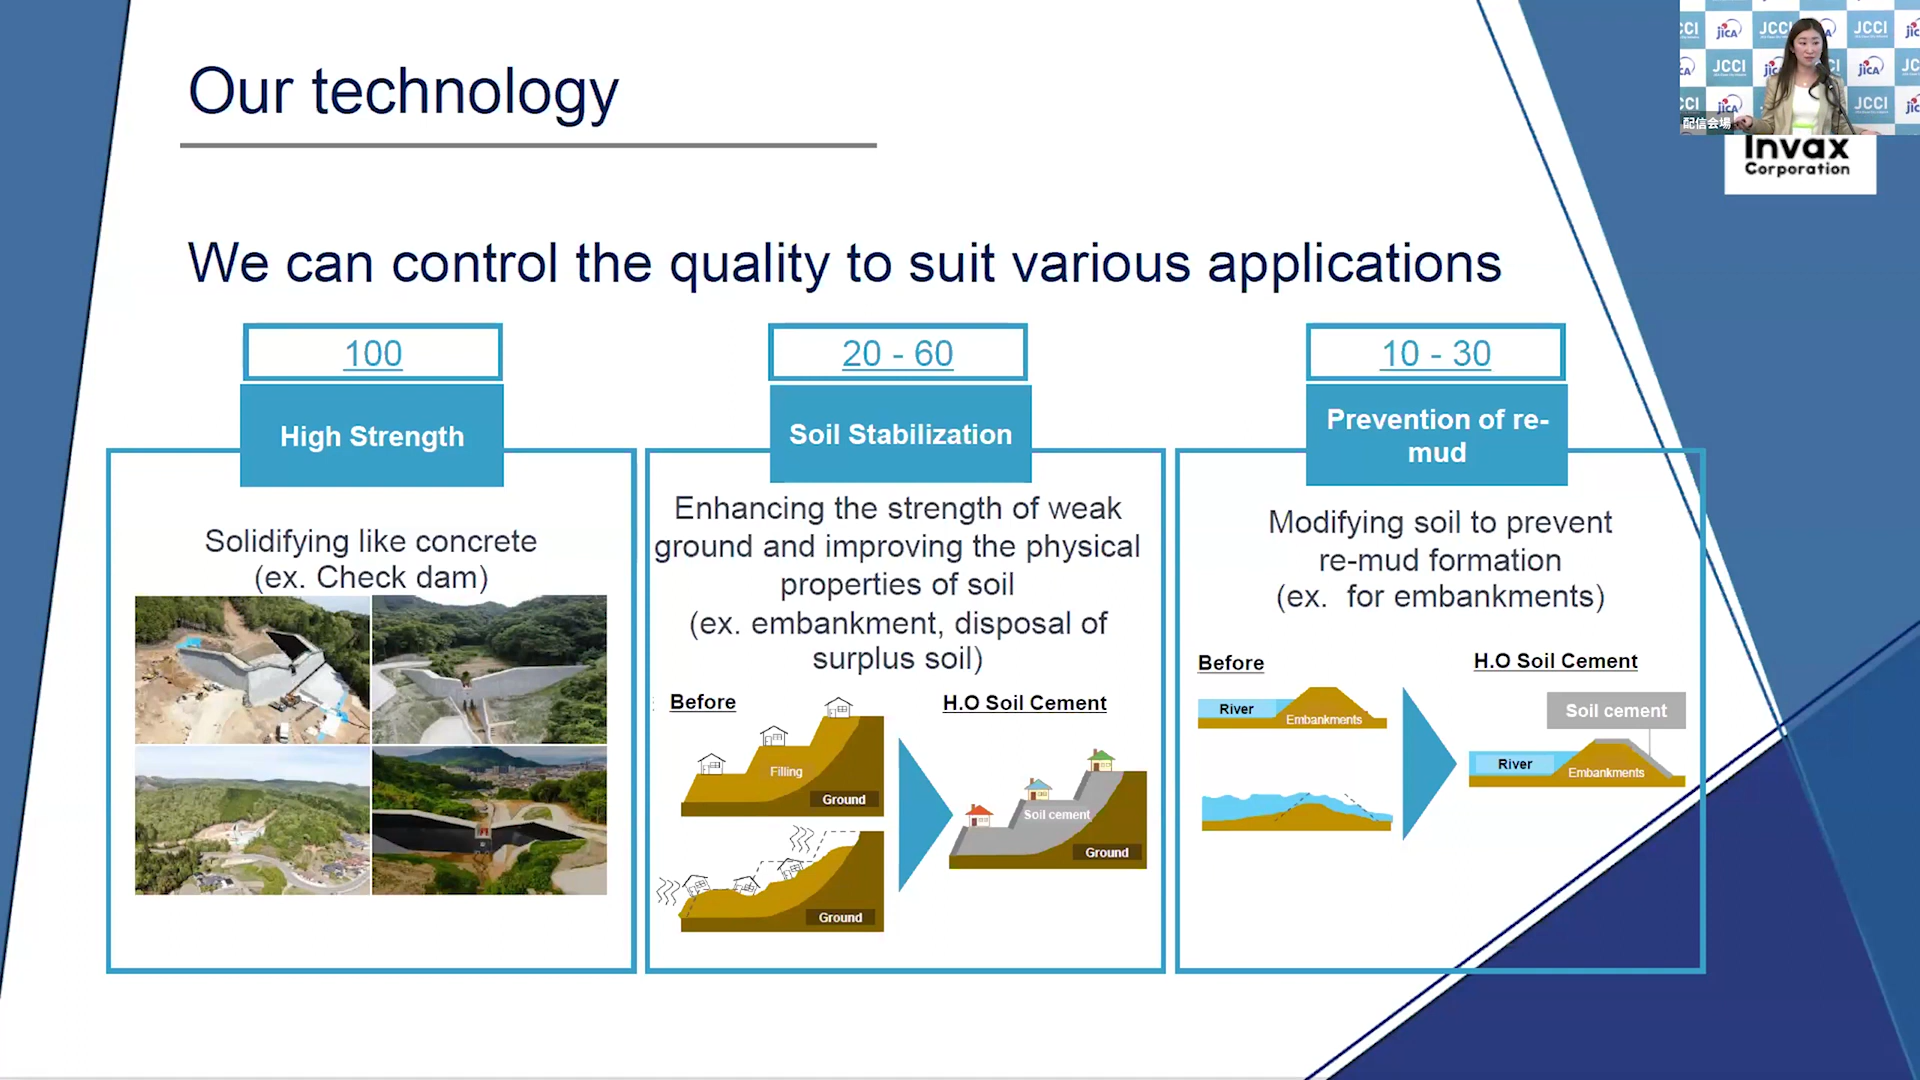 Our technology
JCCI
jiCA
JCCI
jiCA
配信会場
Invax
Corporation
We can control the quality to suit various applications
100
High Strength
Solidifying like concrete
(ex. Check dam)
20 - 60
Soil Stabilization
Enhancing the strength of weak
ground and improving the physical
properties of soil
(ex. embankment, disposal of
surplus soil)
Before
Filling
Ground
Ground
H.O Soil Cement
Soil cement
Ground
10 - 30
Prevention of re-
mud
Modifying soil to prevent
re-mud formation
(ex. for embankments)
Before
River
Embankments
H.O Soil Cement
Soil cement
River
Embankments